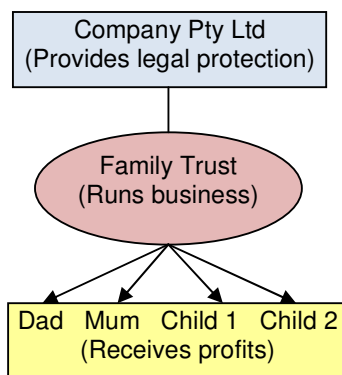 Company Pty Ltd
(Provides legal protection)
Family Trust
(Runs business)
Dad Mum Child 1 Child 2
(Receives profits)